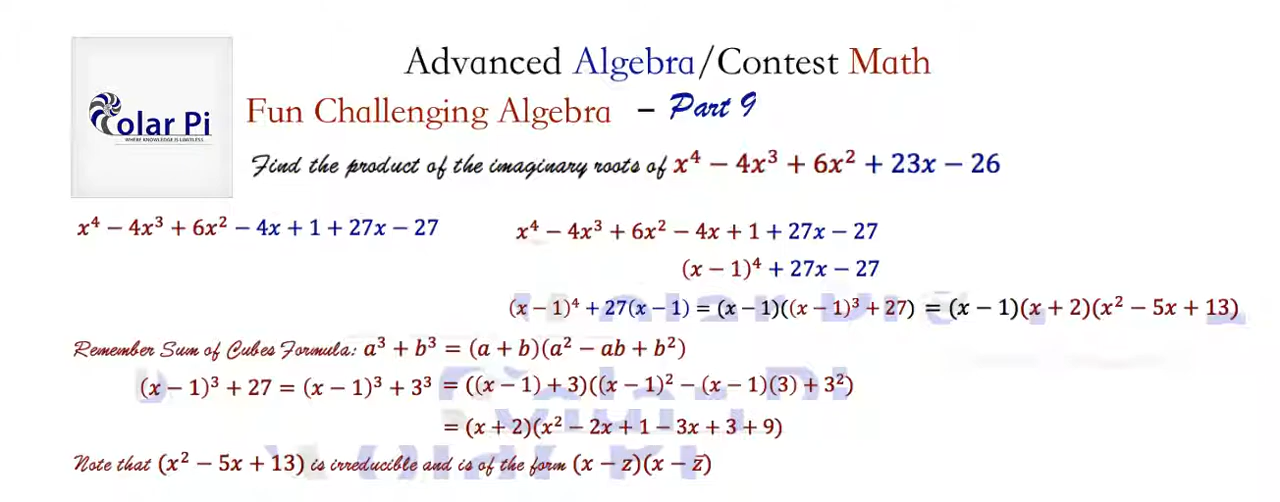 Advanced Algebra/Contest Math
Fun Challenging Algebra – Part 9
olar Pi
WHERE KNOWLEDGE IS LIMITLESS
Find the product of the imaginary roots of x⁴ − 4x³ + 6x² + 23x − 26
x⁴ − 4x³ + 6x² − 4x + 1 + 27x − 27
x⁴ − 4x³ + 6x² − 4x + 1 + 27x − 27
(x − 1)⁴ + 27x − 27
(x − 1)⁴ + 27(x − 1) = (x − 1)((x − 1)³ + 27) = (x − 1)(x + 2)(x² − 5x + 13)
Remember Sum of Cubes Formula: a³ + b³ = (a + b)(a² − ab + b²)
(x − 1)³ + 27 = (x − 1)³ + 3³ = ((x − 1) + 3)((x − 1)² − (x − 1)(3) + 3²)
= (x + 2)(x² − 2x + 1 − 3x + 3 + 9)
Note that (x² − 5x + 13) is irreducible and is of the form (x − z)(x − z̄)